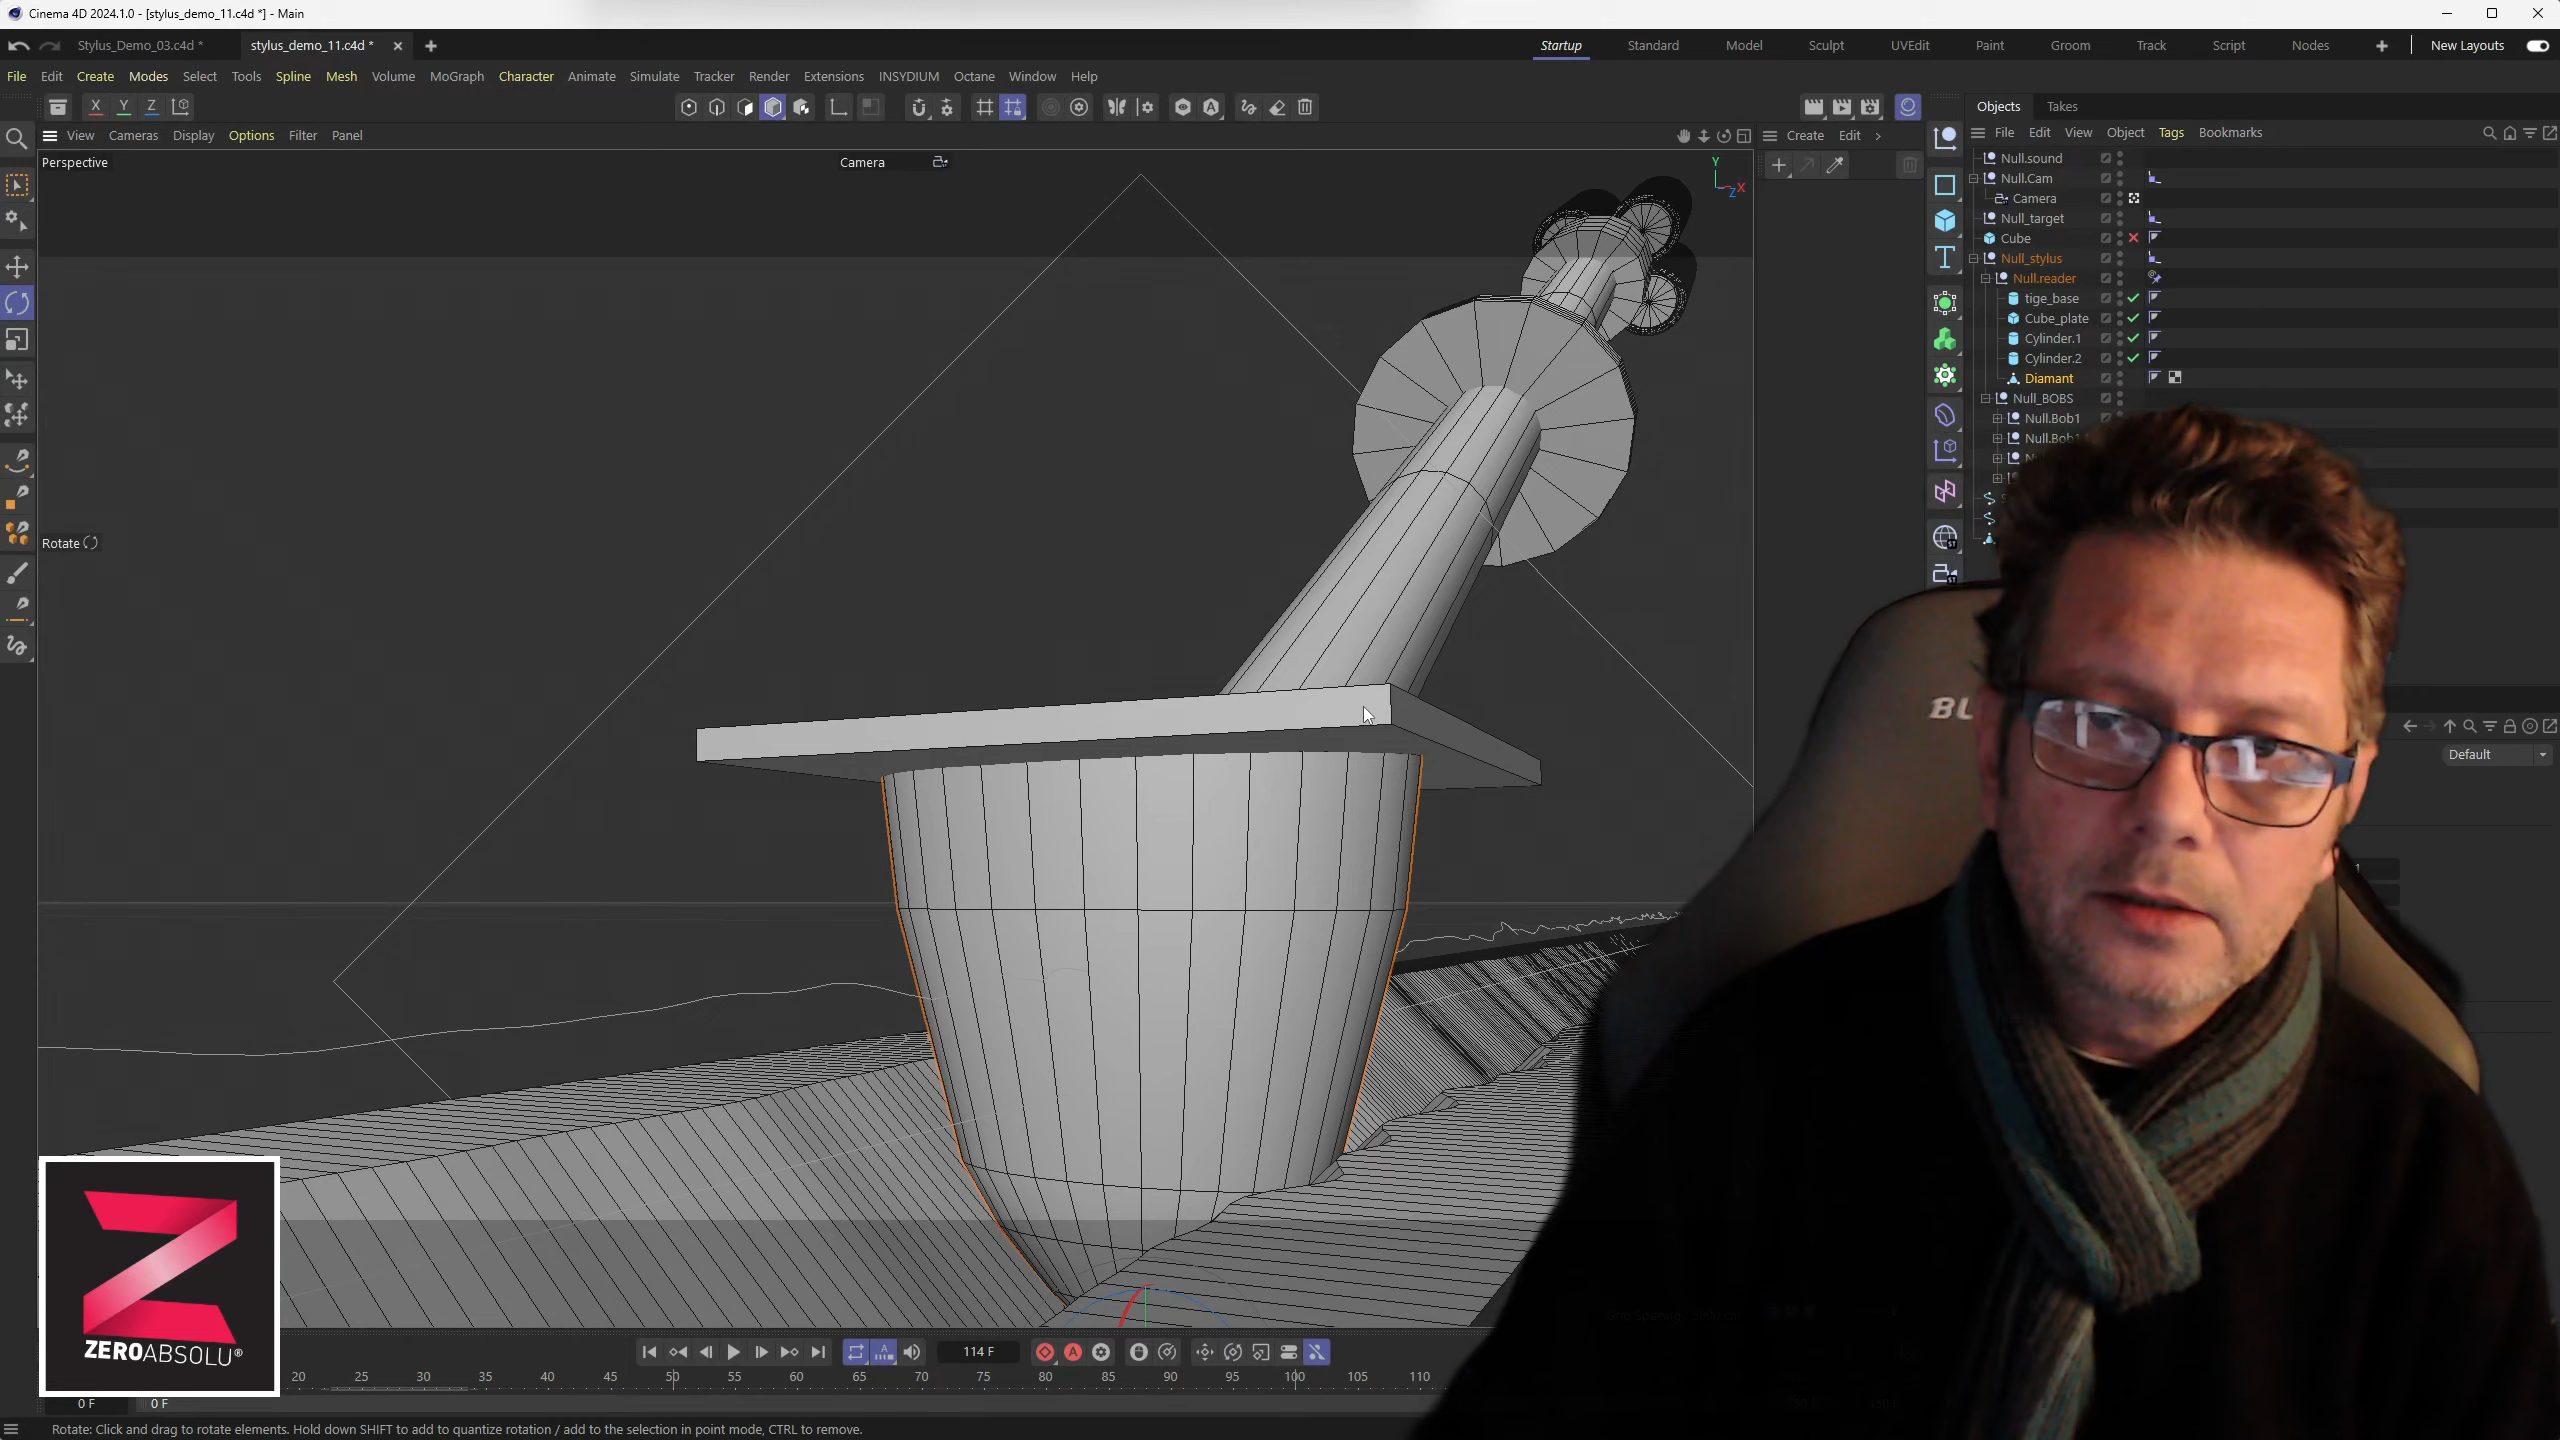 Cinema 4D 2024.1.0 - [stylus_demo_11.c4d *] - Main
Stylus_Demo_03.c4d * stylus_demo_11.c4d *
Startup Standard Model Sculpt UVEdit Paint Groom Track Script Nodes New Layouts
File Edit Create Modes Select Tools Spline Mesh Volume MoGraph Character Animate Simulate Tracker Render Extensions INSYDIUM Octane Window Help
X Y Z
Objects Takes
View Cameras Display Options Filter Panel
Create Edit
File Edit View Object Tags Bookmarks
Perspective
Camera
Y
X
Z
Null.sound
Null.Cam
Camera
Null_target
Cube
Null_stylus
Null.reader
tige_base
Cube_plate
Cylinder.1
Cylinder.2
Diamant
Null_BOBS
Null.Bob1
Null.Bob1
Rotate
Default
ZEROABSOLU®
114 F
20 25 30 35 40 45 50 55 60 65 70 75 80 85 90 95 100 105 110
0 F 0 F
Rotate: Click and drag to rotate elements. Hold down SHIFT to add to quantize rotation / add to the selection in point mode, CTRL to remove.